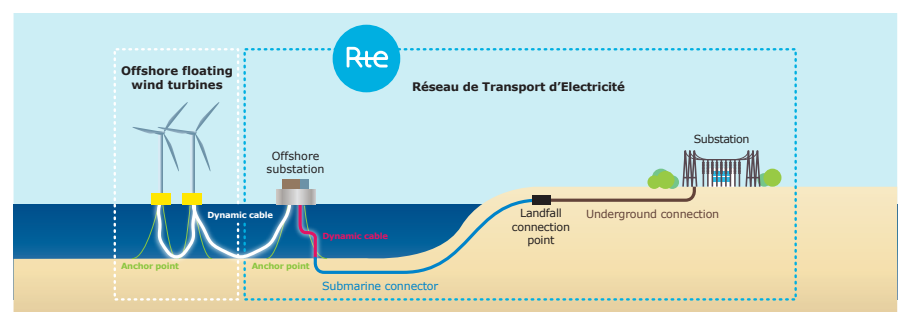 Rte
Offshore floating
wind turbines
Réseau de Transport d'Electricité
Substation
Offshore
substation
Dynamic cable
Landfall
connection
point
Underground connection
Dynamic cable
Anchor point
Anchor point
Submarine connector